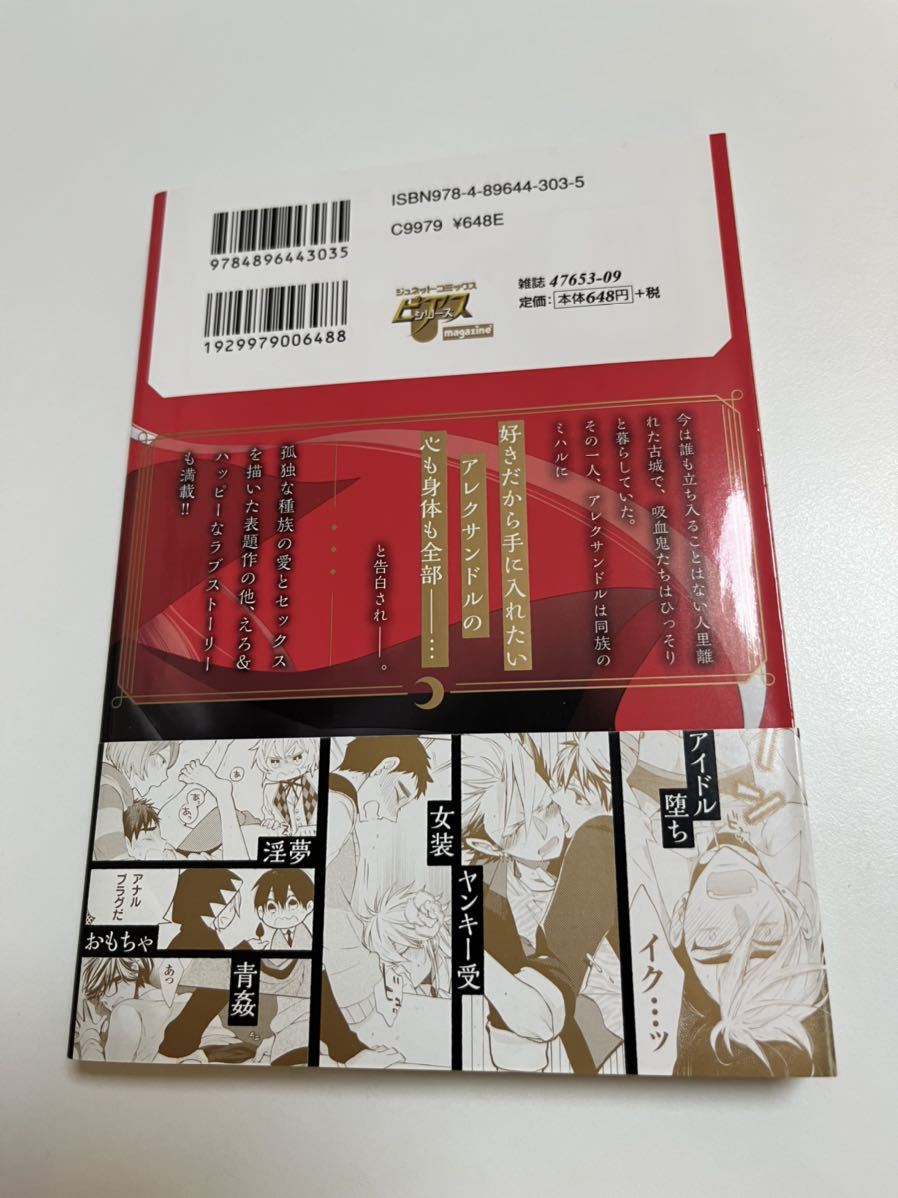 ISBN978-4-89644-303-5
C9979 ¥648E
9784896443035
1929979006488
ジュネットコミックス
ピアス
シリーズ
magazine
雑誌 47653-09
定価：本体648円+税
今は誰も立ち入ることはない人里離
れた古城で、吸血鬼たちはひっそり
と暮らしていた。
その一人、アレクサンドルは同族の
ミハルに
好きだから手に入れたい
アレクサンドルの
心も身体も全部――…
と告白され――。
孤独な種族の愛とセックス
を描いた表題作の他、えろ&
ハッピーなラブストーリー
も満載!!
アイドル
堕ち
イク…ッ
ヤンキー受
女装
淫夢
あ
あっ
あっ
アナル
プラグだ
おもちゃ
青姦
あっ